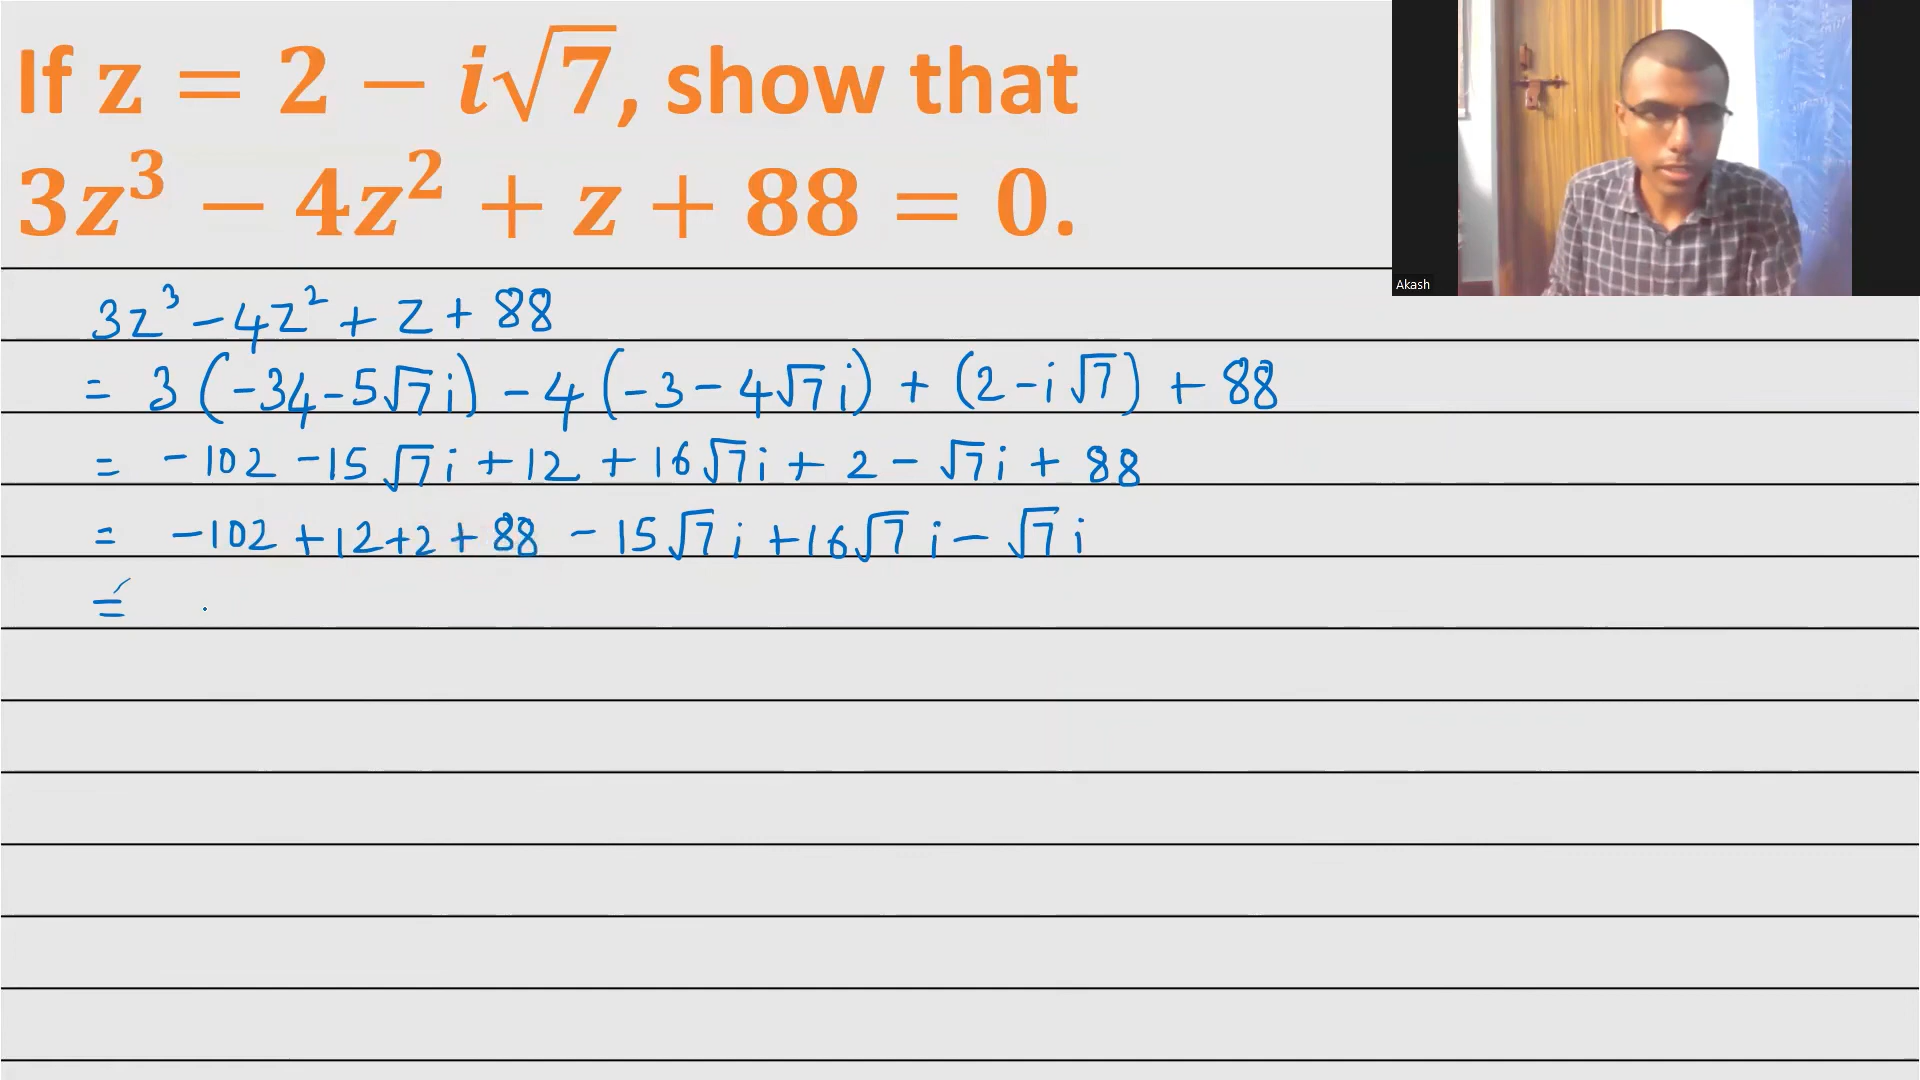 If z = 2 − i√7, show that
3z³ − 4z² + z + 88 = 0.
Akash
3z³ − 4z² + z + 88
= 3(-34 - 5√7i) - 4(-3 - 4√7i) + (2 - i√7) + 88
= -102 - 15√7i + 12 + 16√7i + 2 - √7i + 88
= -102 + 12 + 2 + 88 - 15√7i + 16√7i - √7i
=